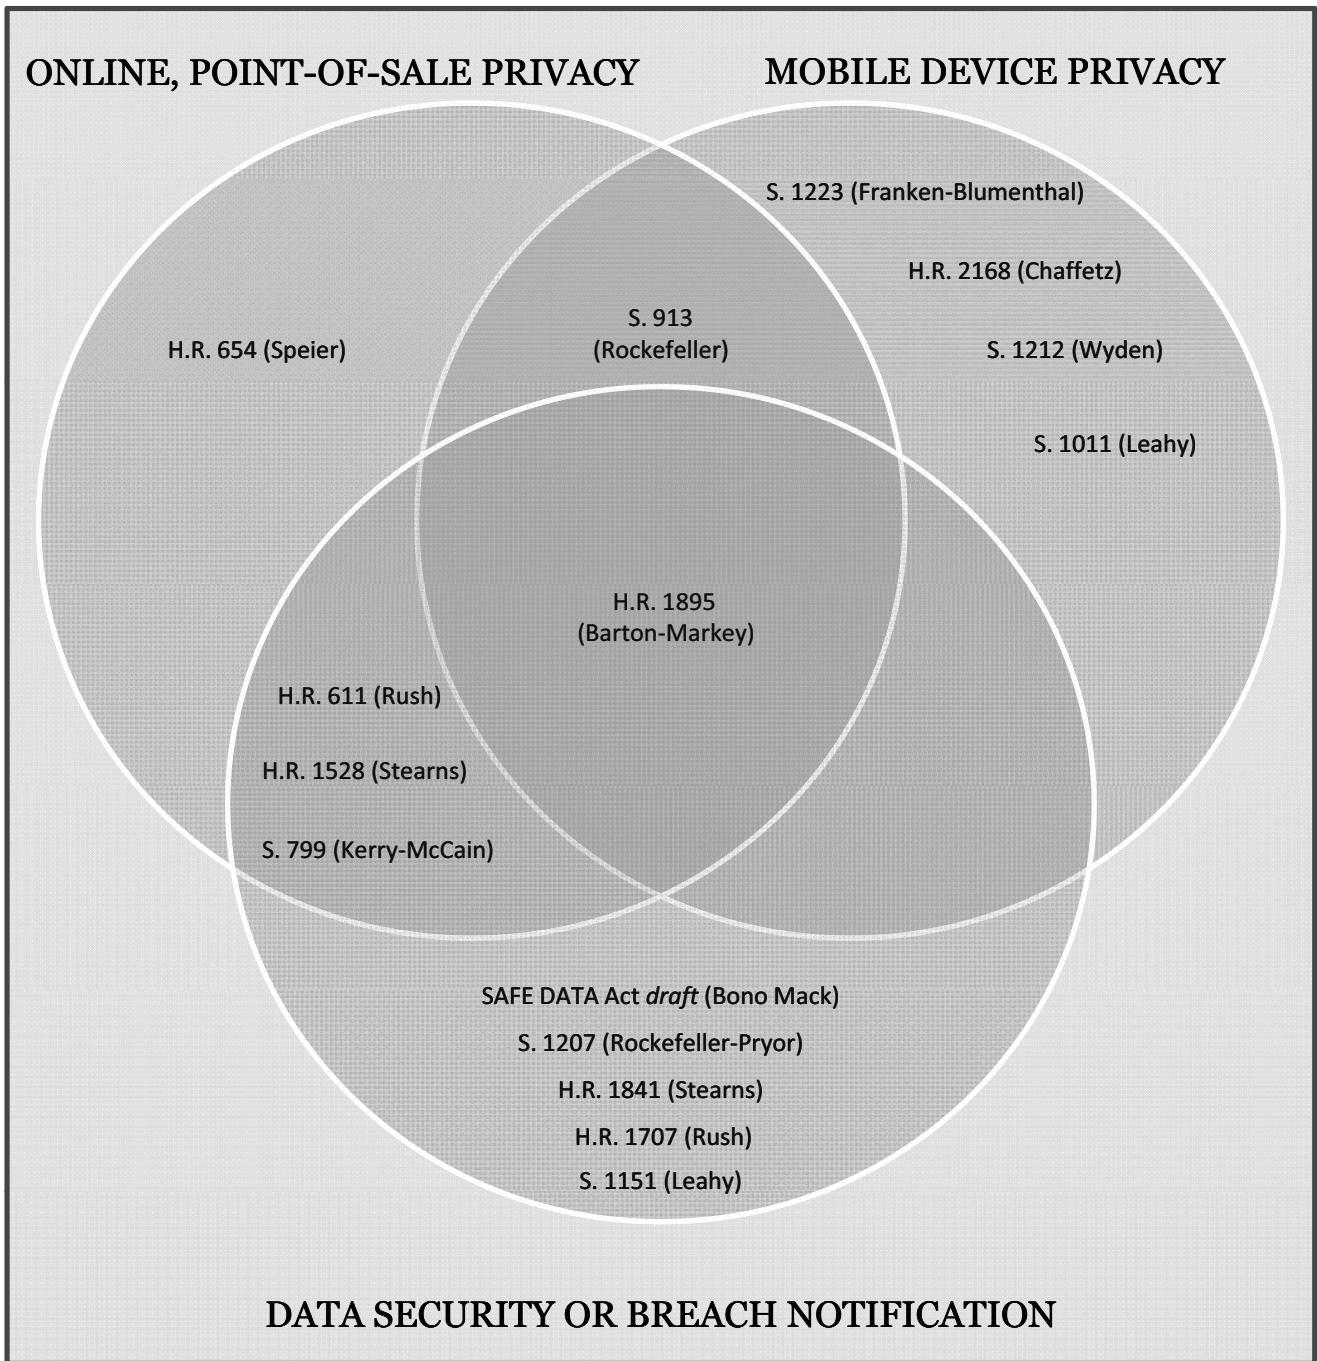 ONLINE, POINT-OF-SALE PRIVACY
MOBILE DEVICE PRIVACY
S. 1223 (Franken-Blumenthal)
H.R. 2168 (Chaffetz)
S. 913
(Rockefeller)
H.R. 654 (Speier)
S. 1212 (Wyden)
S. 1011 (Leahy)
H.R. 1895
(Barton-Markey)
H.R. 611 (Rush)
H.R. 1528 (Stearns)
S. 799 (Kerry-McCain)
SAFE DATA Act draft (Bono Mack)
S. 1207 (Rockefeller-Pryor)
H.R. 1841 (Stearns)
H.R. 1707 (Rush)
S. 1151 (Leahy)
DATA SECURITY OR BREACH NOTIFICATION